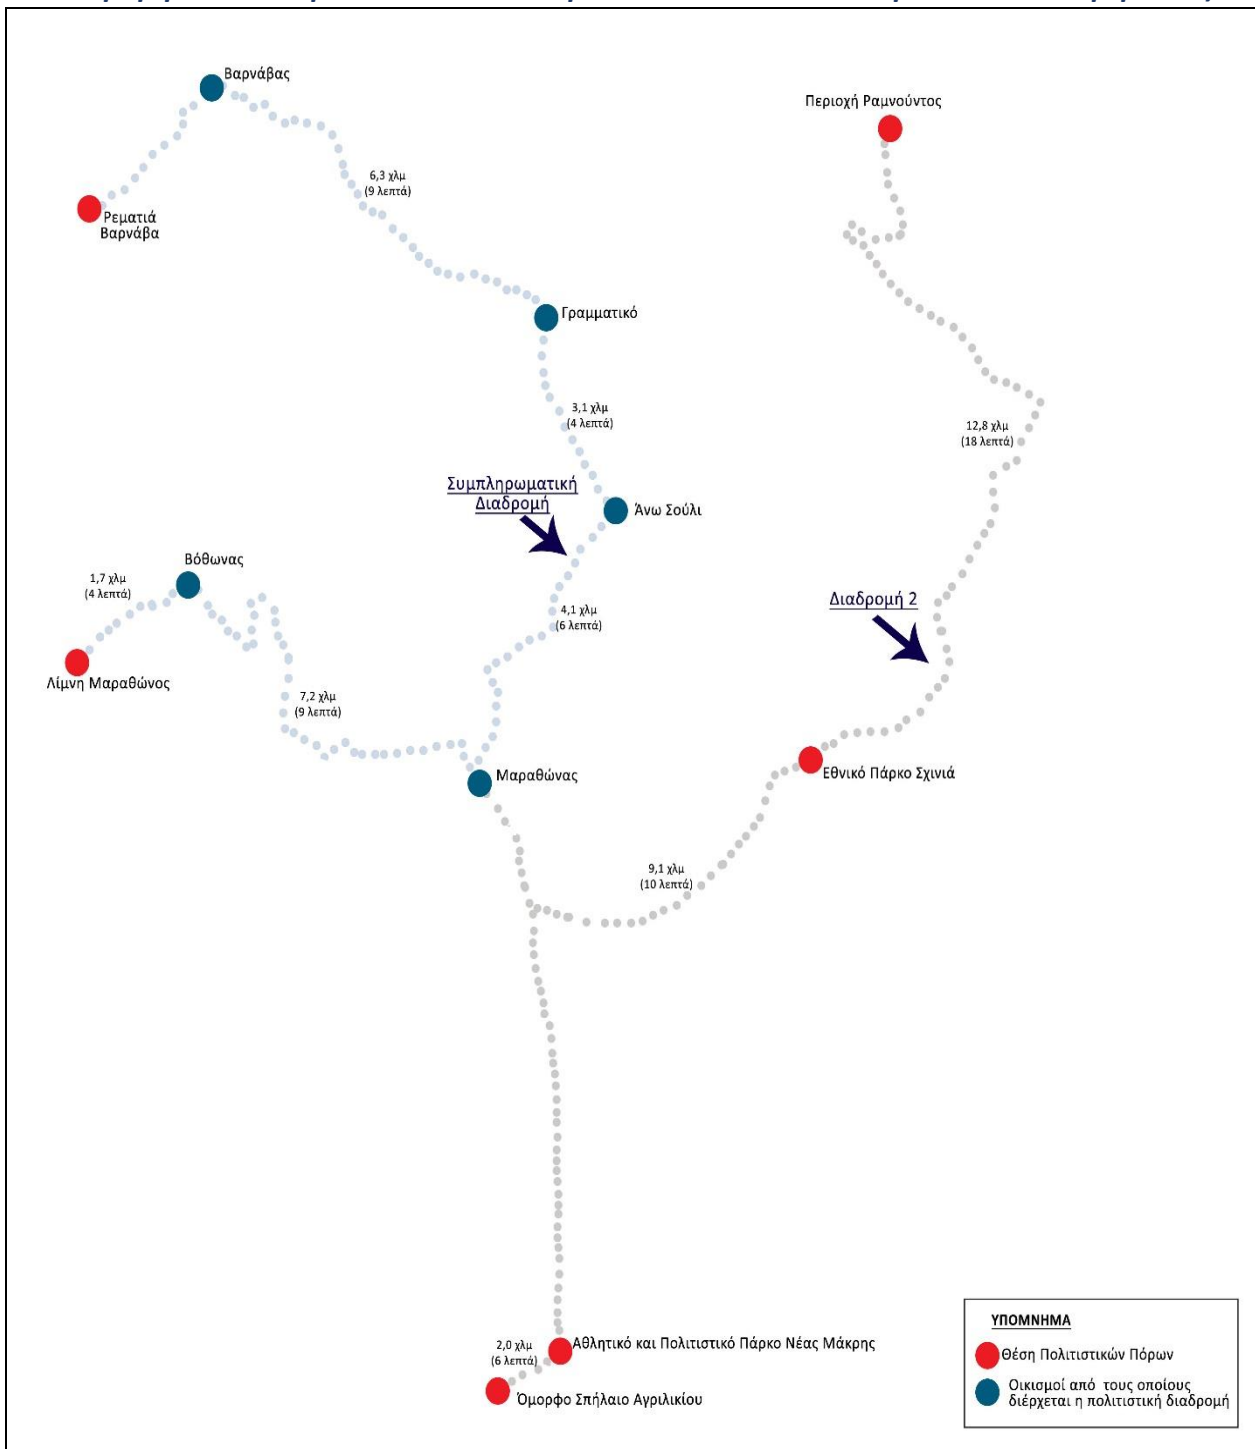 Βαρνάβας
Περιοχή Ραμνούντος
6,3 χλμ
(9 λεπτά)
Ρεματιά
Βαρνάβα
Γραμματικό
3,1 χλμ
(4 λεπτά)
12,8 χλμ
(18 λεπτά)
Συμπληρωματική
Διαδρομή
Άνω Σούλι
Βόθωνας
1,7 χλμ
(4 λεπτά)
4,1 χλμ
(6 λεπτά)
Διαδρομή 2
Λίμνη Μαραθώνος
7,2 χλμ
(9 λεπτά)
Μαραθώνας
Εθνικό Πάρκο Σχινιά
9,1 χλμ
(10 λεπτά)
2,0 χλμ
(6 λεπτά)
Αθλητικό και Πολιτιστικό Πάρκο Νέας Μάκρης
Όμορφο Σπήλαιο Αγριλικίου
ΥΠΟΜΝΗΜΑ
Θέση Πολιτιστικών Πόρων
Οικισμοί από τους οποίους
διέρχεται η πολιτιστική διαδρομή